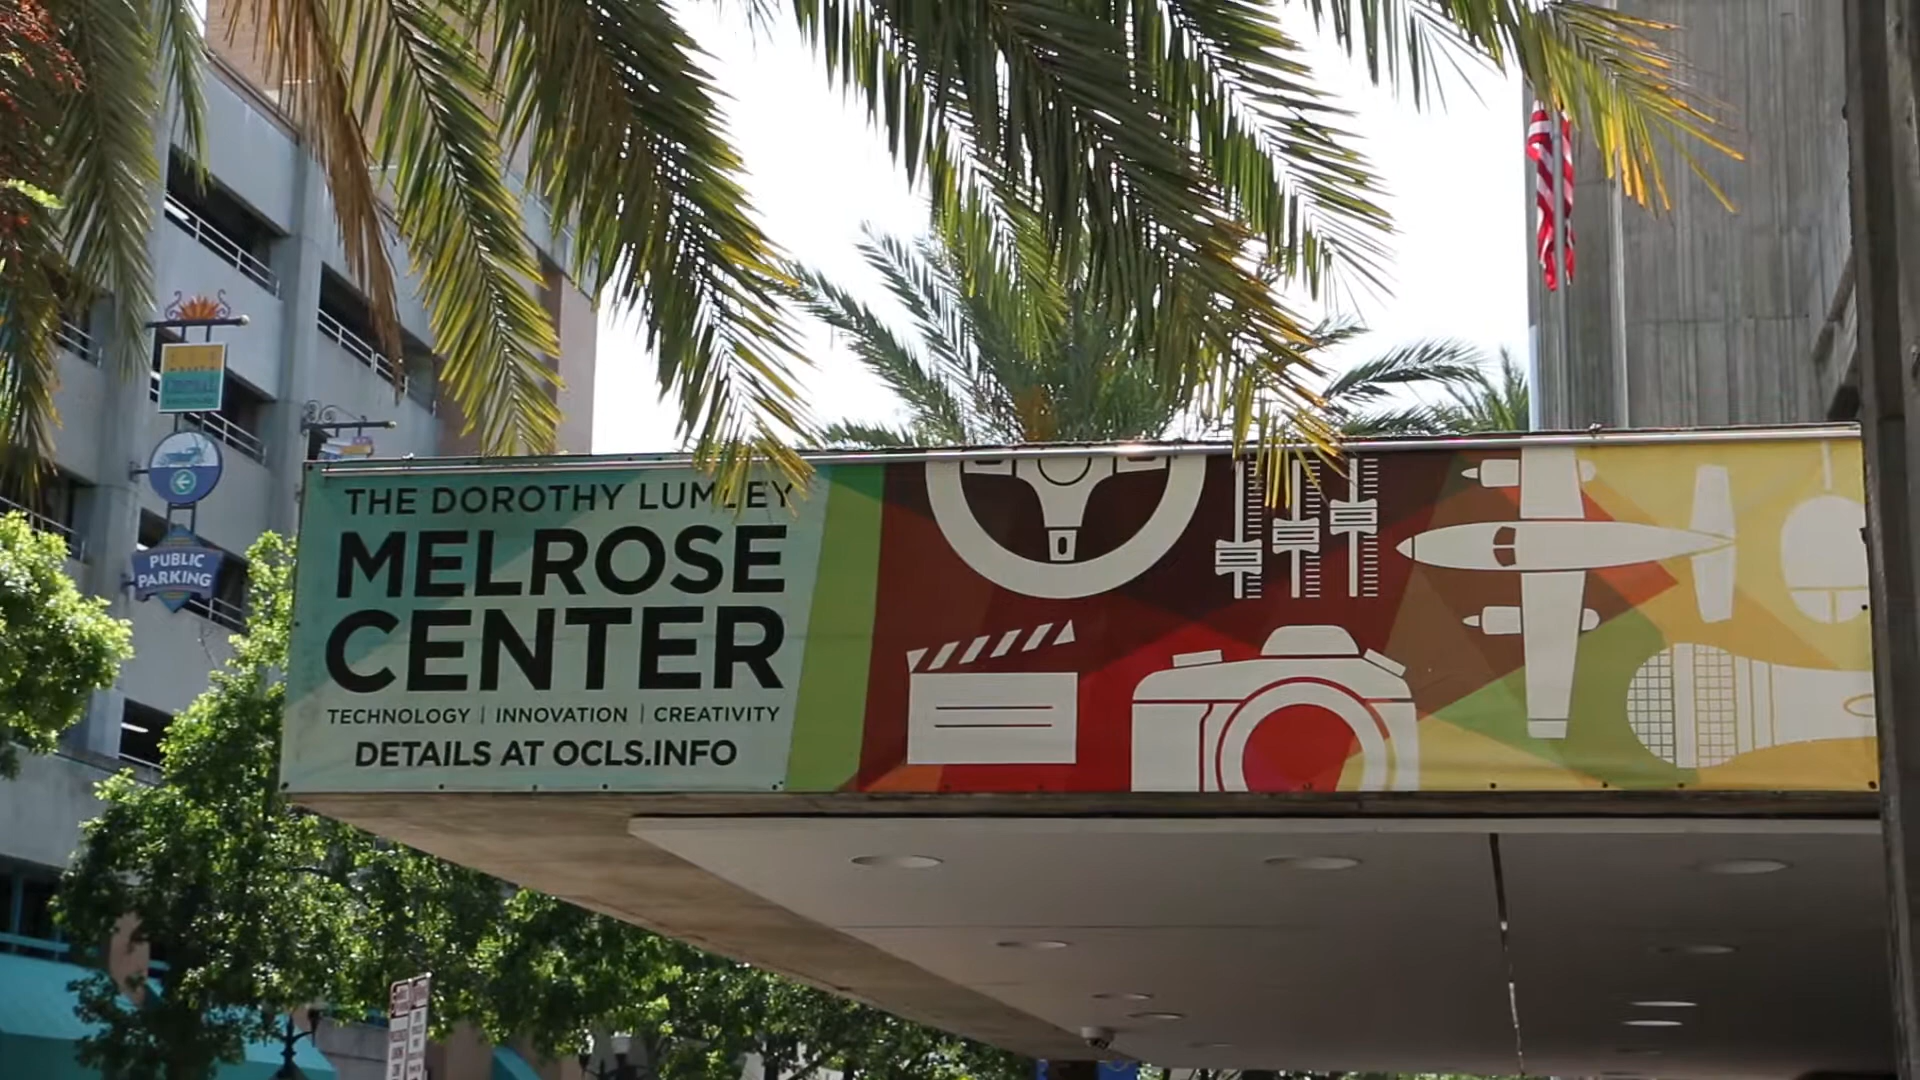 THE DOROTHY LUMLEY
MELROSE
CENTER
TECHNOLOGY | INNOVATION | CREATIVITY
DETAILS AT OCLS.INFO
PUBLIC
PARKING